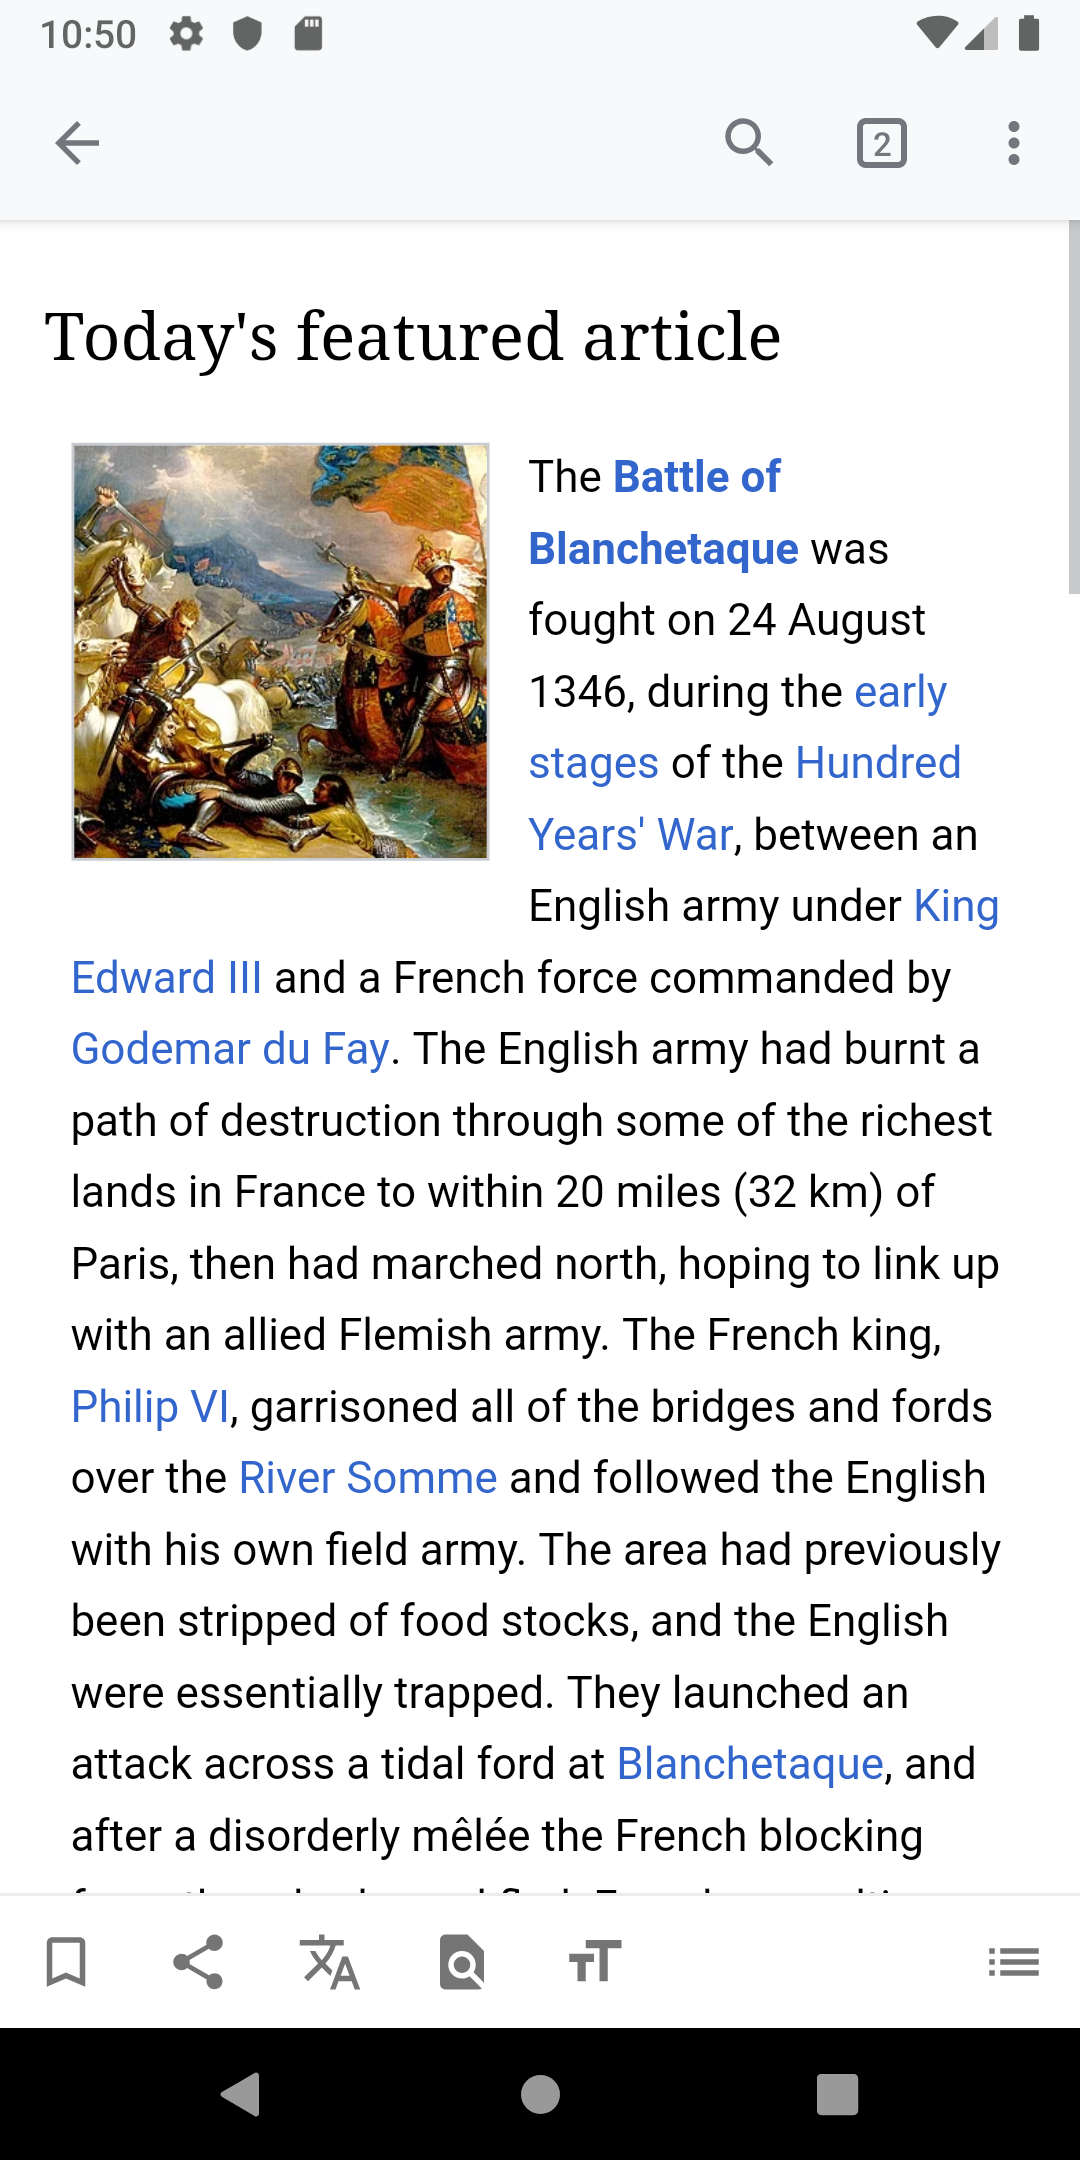 10:50
2
Today's featured article
The Battle of
Blanchetaque was
fought on 24 August
1346, during the early
stages of the Hundred
Years' War, between an
English army under King
Edward III and a French force commanded by
Godemar du Fay. The English army had burnt a
path of destruction through some of the richest
lands in France to within 20 miles (32 km) of
Paris, then had marched north, hoping to link up
with an allied Flemish army. The French king,
Philip VI, garrisoned all of the bridges and fords
over the River Somme and followed the English
with his own field army. The area had previously
been stripped of food stocks, and the English
were essentially trapped. They launched an
attack across a tidal ford at Blanchetaque, and
after a disorderly mêlée the French blocking